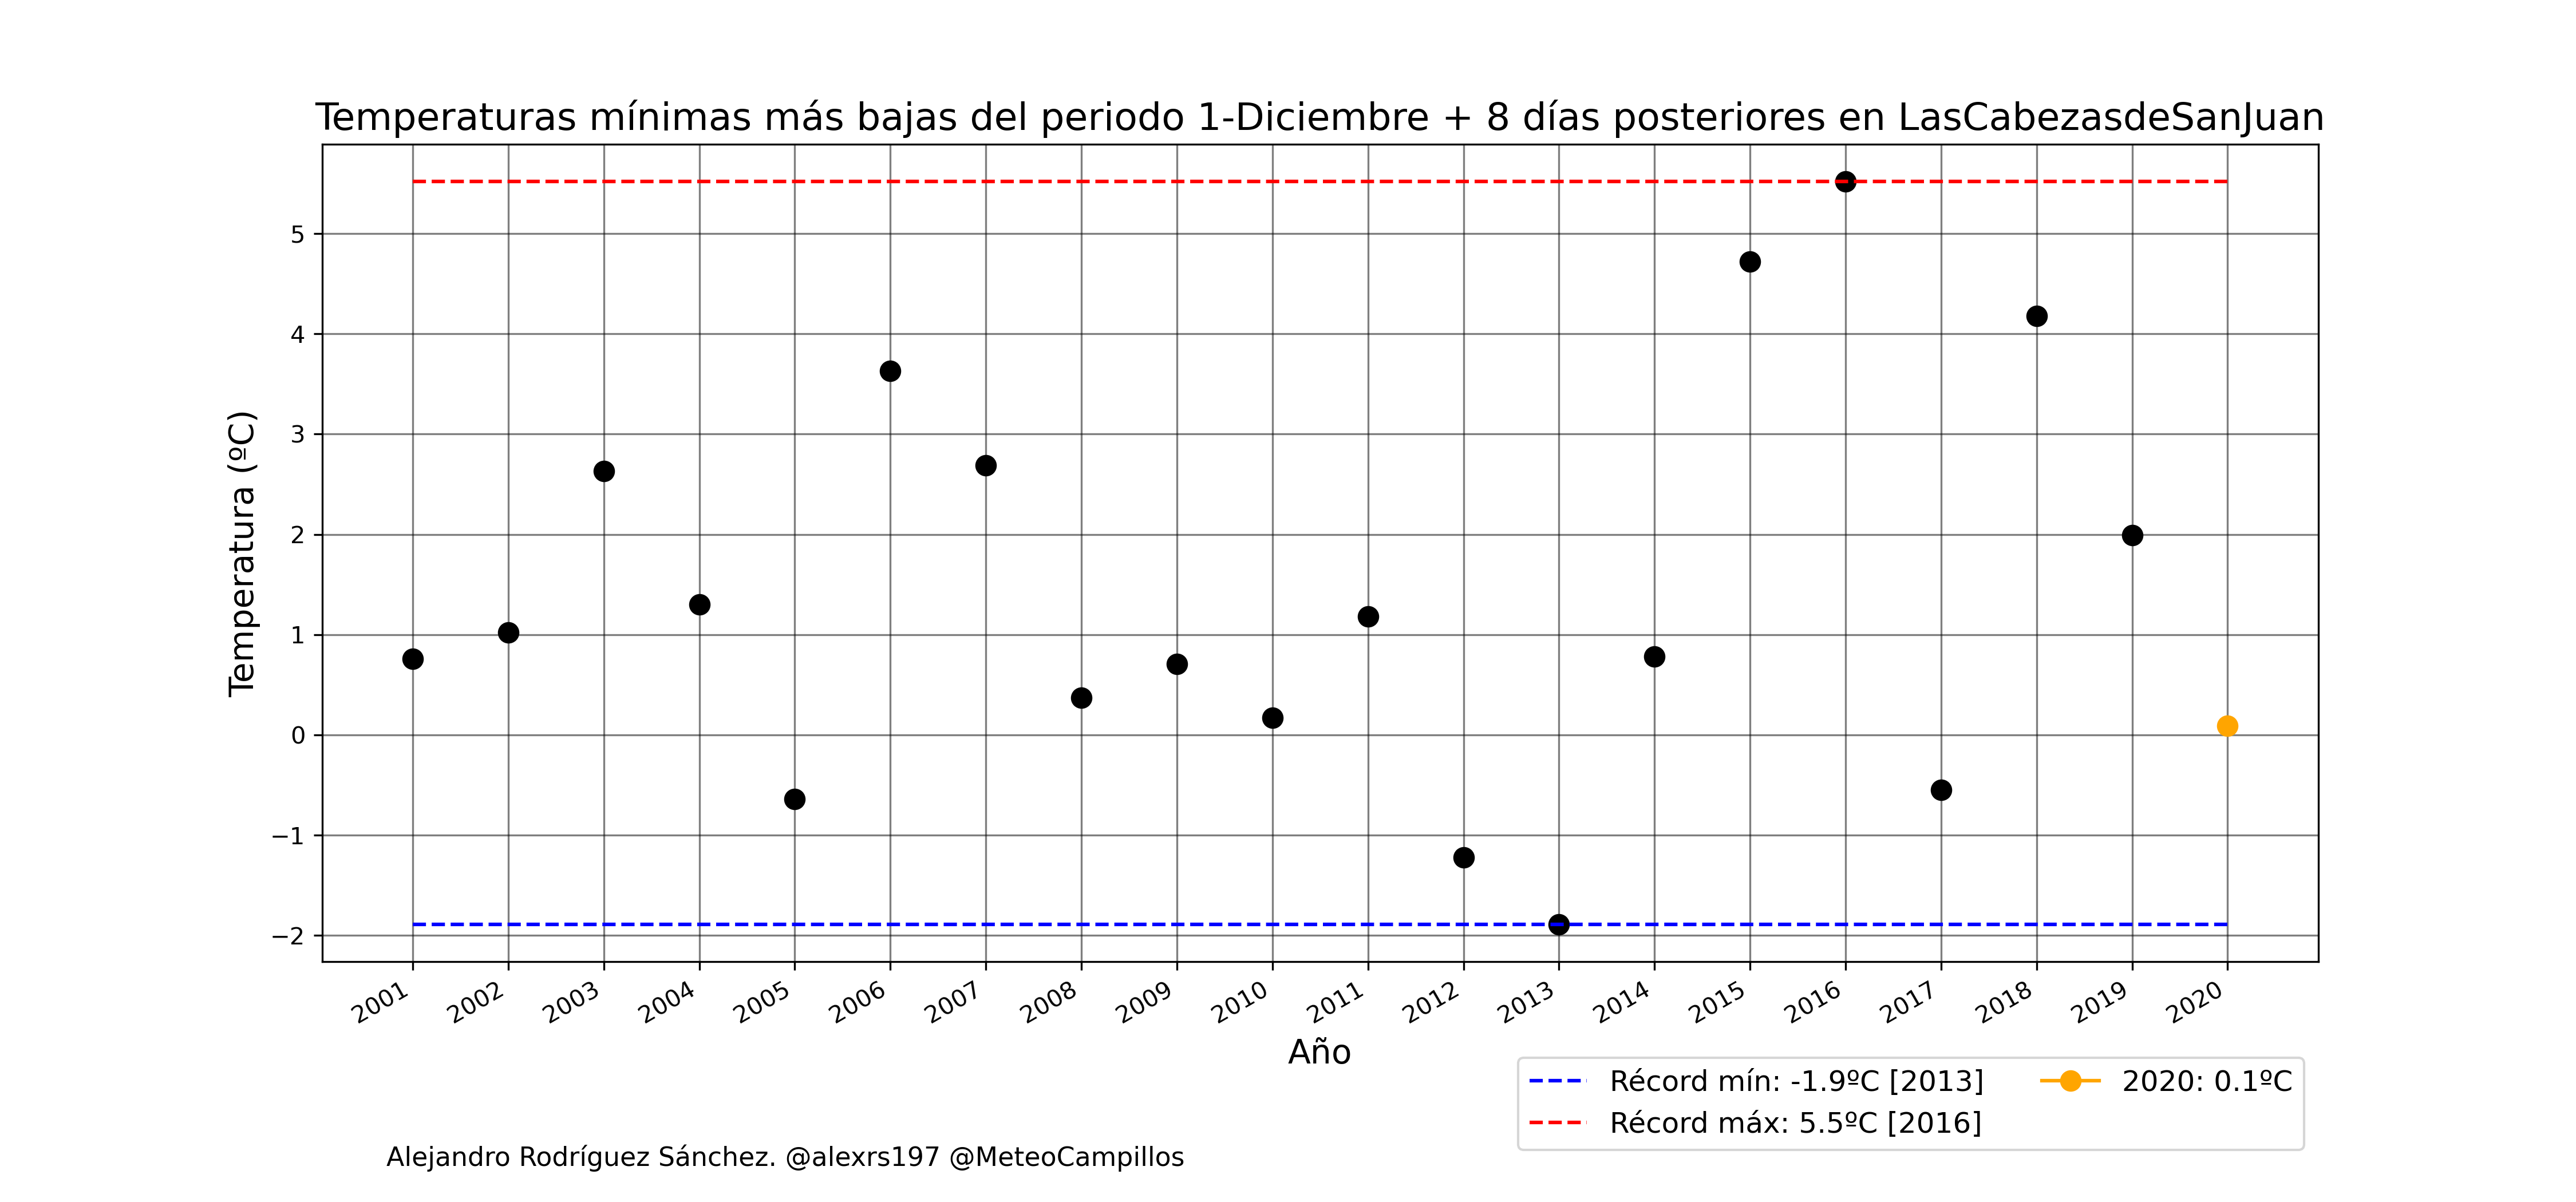 Temperaturas mínimas más bajas del periodo 1-Diciembre + 8 días posteriores en LasCabezasdeSanJuan
Temperatura (ºC)
5
4
3
2
1
0
−1
−2
2001 2002 2003 2004 2005 2006 2007 2008 2009 2010 2011 2012 2013 2014 2015 2016 2017 2018 2019 2020
Año
Récord mín: -1.9ºC [2013] 2020: 0.1ºC
Récord máx: 5.5ºC [2016]
Alejandro Rodríguez Sánchez. @alexrs197 @MeteoCampillos